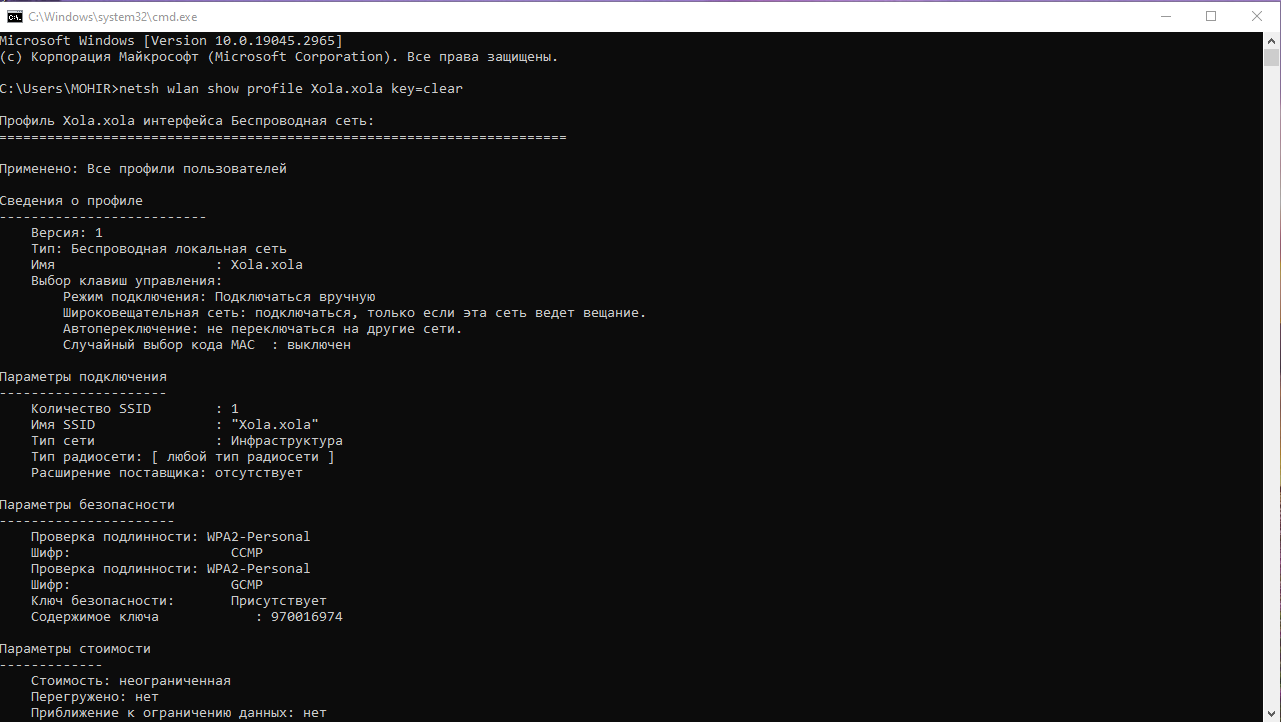 C:\Windows\system32\cmd.exe
Microsoft Windows [Version 10.0.19045.2965]
(c) Корпорация Майкрософт (Microsoft Corporation). Все права защищены.
C:\Users\MOHIR>netsh wlan show profile Xola.xola key=clear
Профиль Xola.xola интерфейса Беспроводная сеть:
=======================================================================
Применено: Все профили пользователей
Сведения о профиле
--------------------------
Версия: 1
Тип: Беспроводная локальная сеть
Имя : Xola.xola
Выбор клавиш управления:
Режим подключения: Подключаться вручную
Широковещательная сеть: подключаться, только если эта сеть ведет вещание.
Автопереключение: не переключаться на другие сети.
Случайный выбор кода MAC : выключен
Параметры подключения
---------------------
Количество SSID : 1
Имя SSID : "Xola.xola"
Тип сети : Инфраструктура
Тип радиосети: [ любой тип радиосети ]
Расширение поставщика: отсутствует
Параметры безопасности
----------------------
Проверка подлинности: WPA2-Personal
Шифр: CCMP
Проверка подлинности: WPA2-Personal
Шифр: GCMP
Ключ безопасности: Присутствует
Содержимое ключа : 970016974
Параметры стоимости
-------------
Стоимость: неограниченная
Перегружено: нет
Приближение к ограничению данных: нет